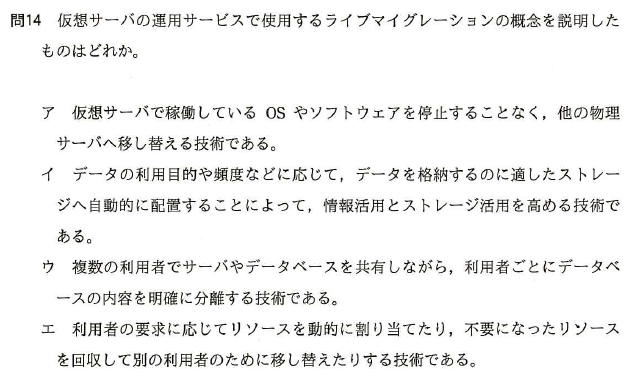 問14 仮想サーバの運用サービスで使用するライブマイグレーションの概念を説明した
ものはどれか。
ア 仮想サーバで稼働している OS やソフトウェアを停止することなく，他の物理
サーバへ移し替える技術である。
イ データの利用目的や頻度などに応じて，データを格納するのに適したストレー
ジへ自動的に配置することによって，情報活用とストレージ活用を高める技術で
ある。
ウ 複数の利用者でサーバやデータベースを共有しながら，利用者ごとにデータベ
ースの内容を明確に分離する技術である。
エ 利用者の要求に応じてリソースを動的に割り当てたり，不要になったリソース
を回収して別の利用者のために移し替えたりする技術である。